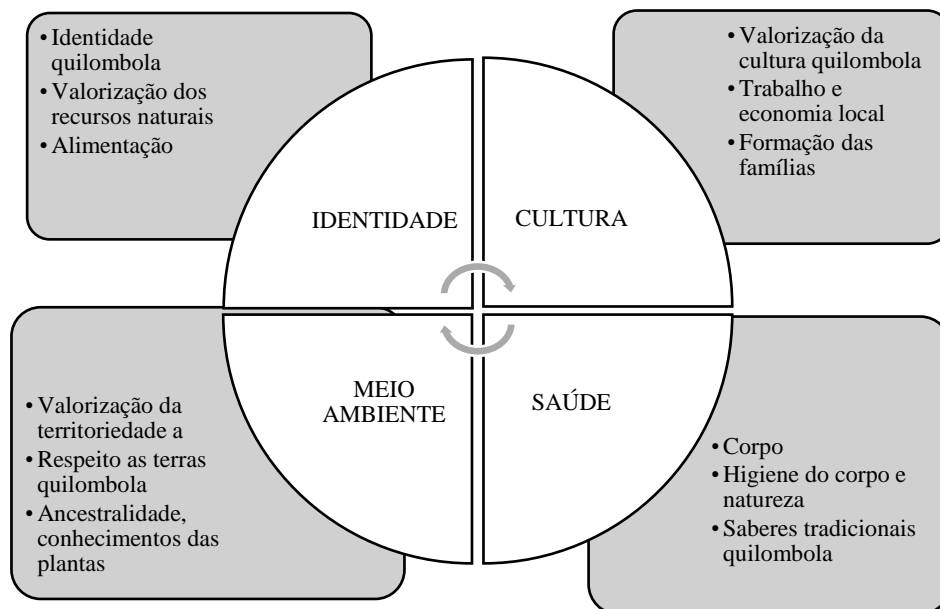 • Identidade
quilombola
• Valorização dos
recursos naturais
• Alimentação
• Valorização da
cultura quilombola
• Trabalho e
economia local
• Formação das
famílias
IDENTIDADE
CULTURA
MEIO
AMBIENTE
SAÚDE
• Valorização da
territoriedade a
• Respeito as terras
quilombola
• Ancestralidade,
conhecimentos das
plantas
• Corpo
• Higiene do corpo e
natureza
• Saberes tradicionais
quilombola